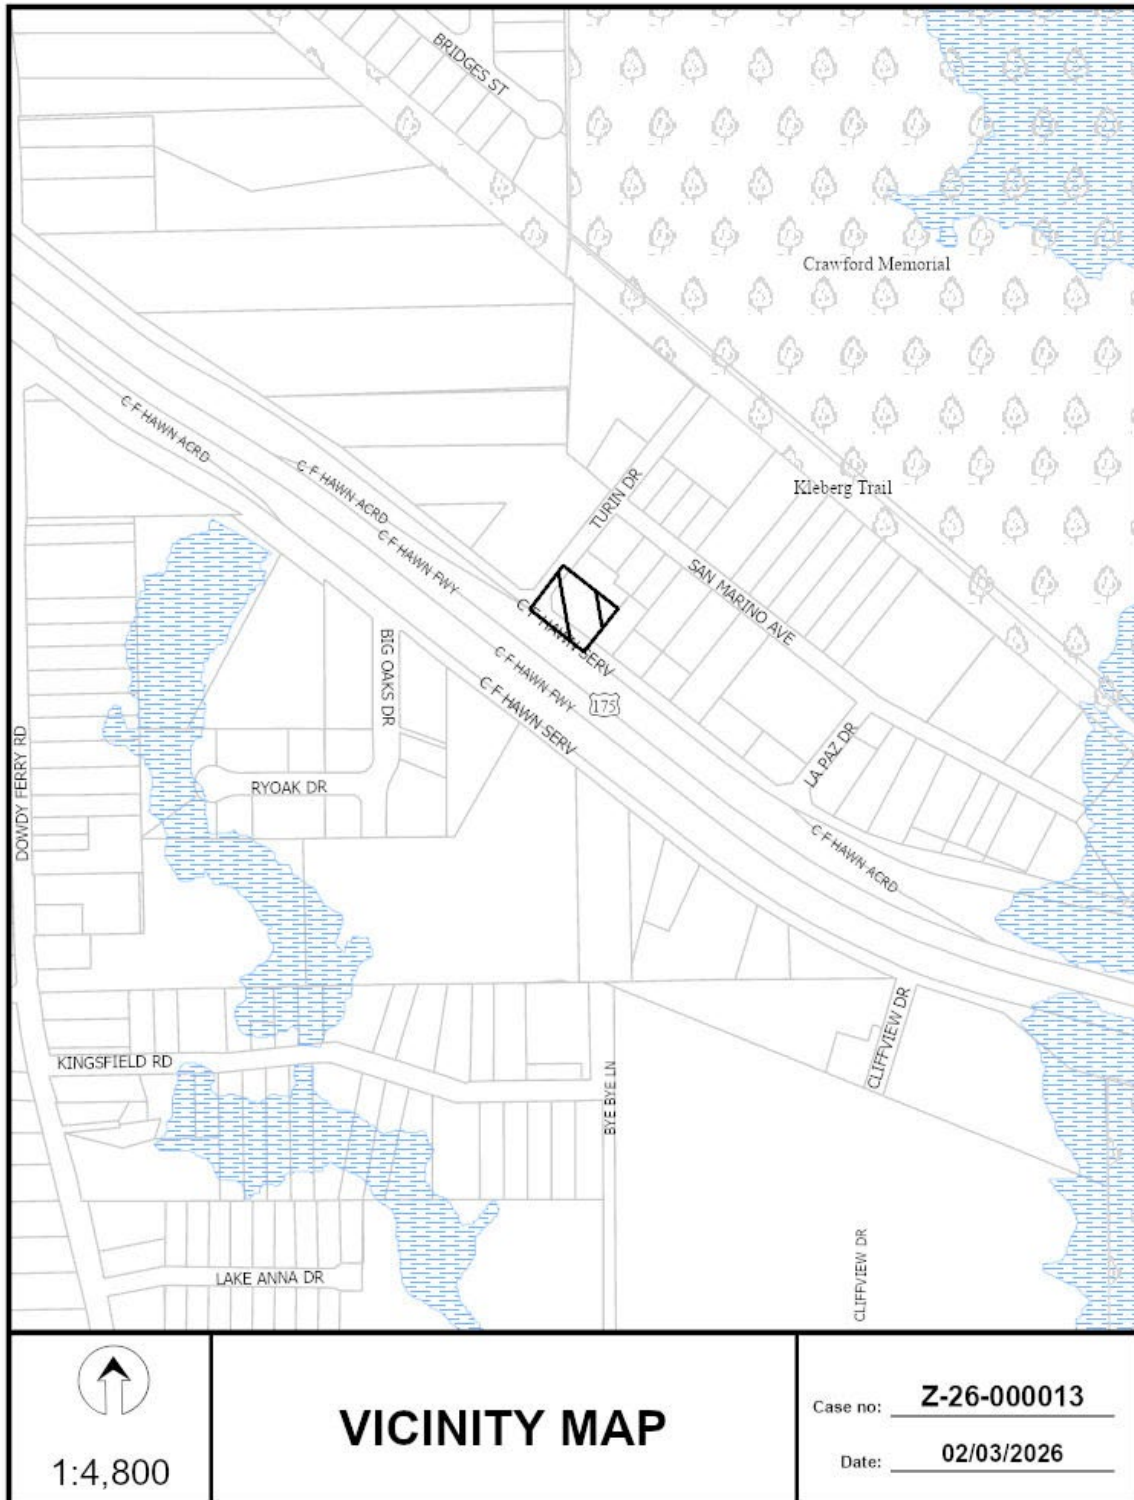 BRIDGES ST
Crawford Memorial
C F HAWN ACRD
C F HAWN ACRD
C F HAWN FWY
TURIN DR
Kleberg Trail
SAN MARINO AVE
C F HAWN SERV
C F HAWN FWY
175
C F HAWN SERV
BIG OAKS DR
DOWDY FERRY RD
RYOAK DR
LA PAZ DR
C F HAWN ACRD
CLIFFVIEW DR
KINGSFIELD RD
BYE BYE LN
LAKE ANNA DR
CLIFFVIEW DR
1:4,800
VICINITY MAP
Case no: Z-26-000013
Date: 02/03/2026